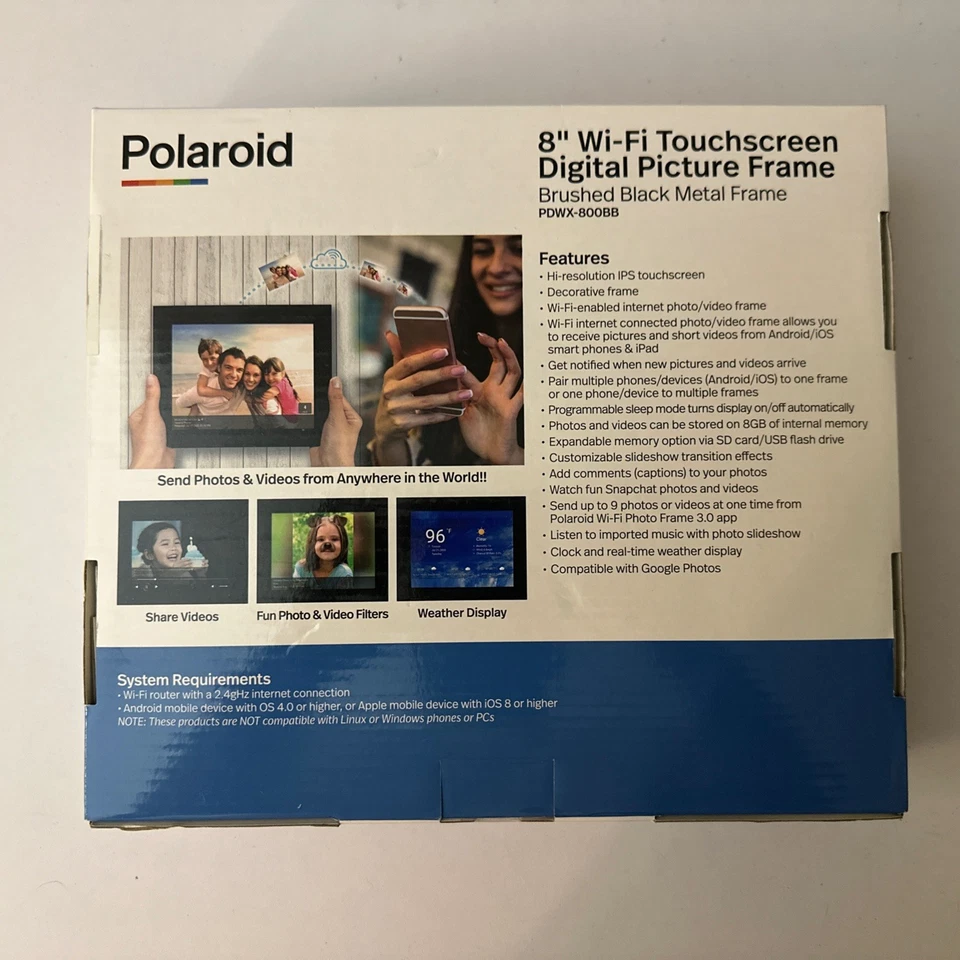 Polaroid
8" Wi-Fi Touchscreen
Digital Picture Frame
Brushed Black Metal Frame
PDWX-800BB
Send Photos & Videos from Anywhere in the World!!
96 °F
Clear
Share Videos
Fun Photo & Video Filters
Weather Display
Features
• Hi-resolution IPS touchscreen
• Decorative frame
• Wi-Fi-enabled internet photo/video frame
• Wi-Fi internet connected photo/video frame allows you
to receive pictures and short videos from Android/iOS
smart phones & iPad
• Get notified when new pictures and videos arrive
• Pair multiple phones/devices (Android/iOS) to one frame
or one phone/device to multiple frames
• Programmable sleep mode turns display on/off automatically
• Photos and videos can be stored on 8GB of internal memory
• Expandable memory option via SD card/USB flash drive
• Customizable slideshow transition effects
• Add comments (captions) to your photos
• Watch fun Snapchat photos and videos
• Send up to 9 photos or videos at one time from
Polaroid Wi-Fi Photo Frame 3.0 app
• Listen to imported music with photo slideshow
• Clock and real-time weather display
• Compatible with Google Photos
System Requirements
• Wi-Fi router with a 2.4gHz internet connection
• Android mobile device with OS 4.0 or higher, or Apple mobile device with iOS 8 or higher
NOTE: These products are NOT compatible with Linux or Windows phones or PCs